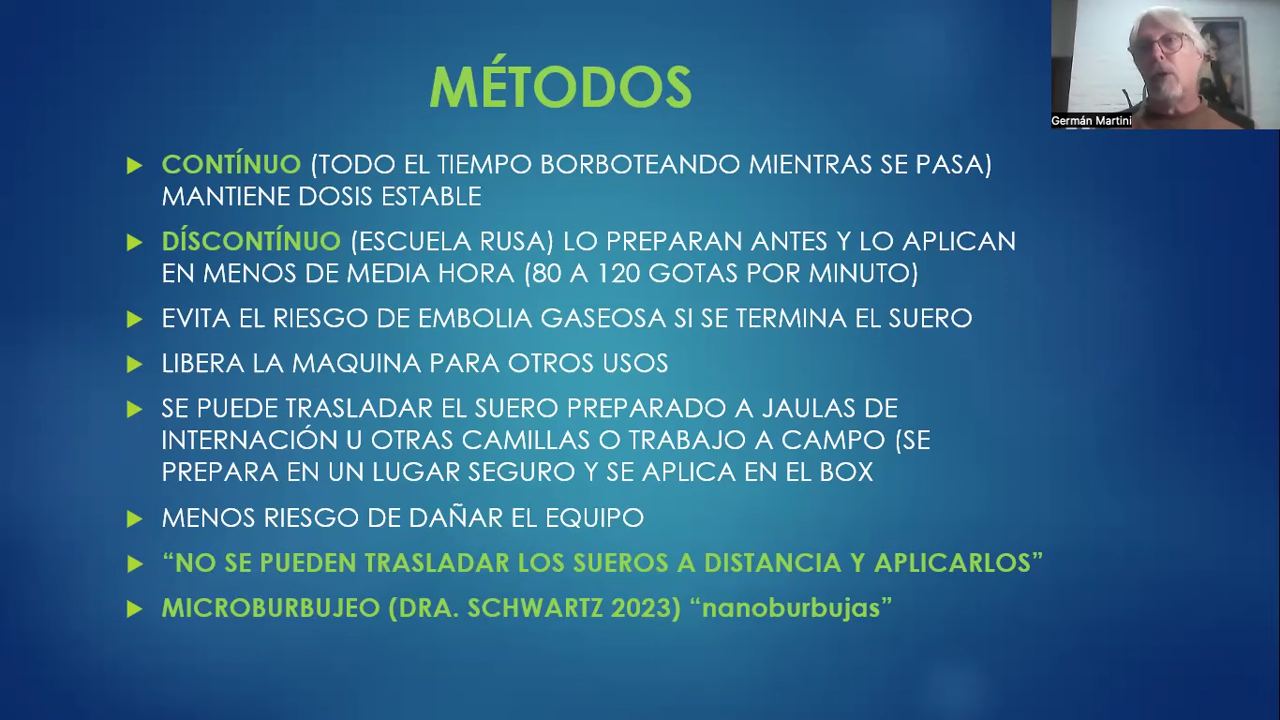 MÉTODOS
Germán Martini
CONTÍNUO (TODO EL TIEMPO BORBOTEANDO MIENTRAS SE PASA)
MANTIENE DOSIS ESTABLE
DÍSCONTÍNUO (ESCUELA RUSA) LO PREPARAN ANTES Y LO APLICAN
EN MENOS DE MEDIA HORA (80 A 120 GOTAS POR MINUTO)
EVITA EL RIESGO DE EMBOLIA GASEOSA SI SE TERMINA EL SUERO
LIBERA LA MAQUINA PARA OTROS USOS
SE PUEDE TRASLADAR EL SUERO PREPARADO A JAULAS DE
INTERNACIÓN U OTRAS CAMILLAS O TRABAJO A CAMPO (SE
PREPARA EN UN LUGAR SEGURO Y SE APLICA EN EL BOX
MENOS RIESGO DE DAÑAR EL EQUIPO
“NO SE PUEDEN TRASLADAR LOS SUEROS A DISTANCIA Y APLICARLOS”
MICROBURBUJEO (DRA. SCHWARTZ 2023) “nanoburbujas”